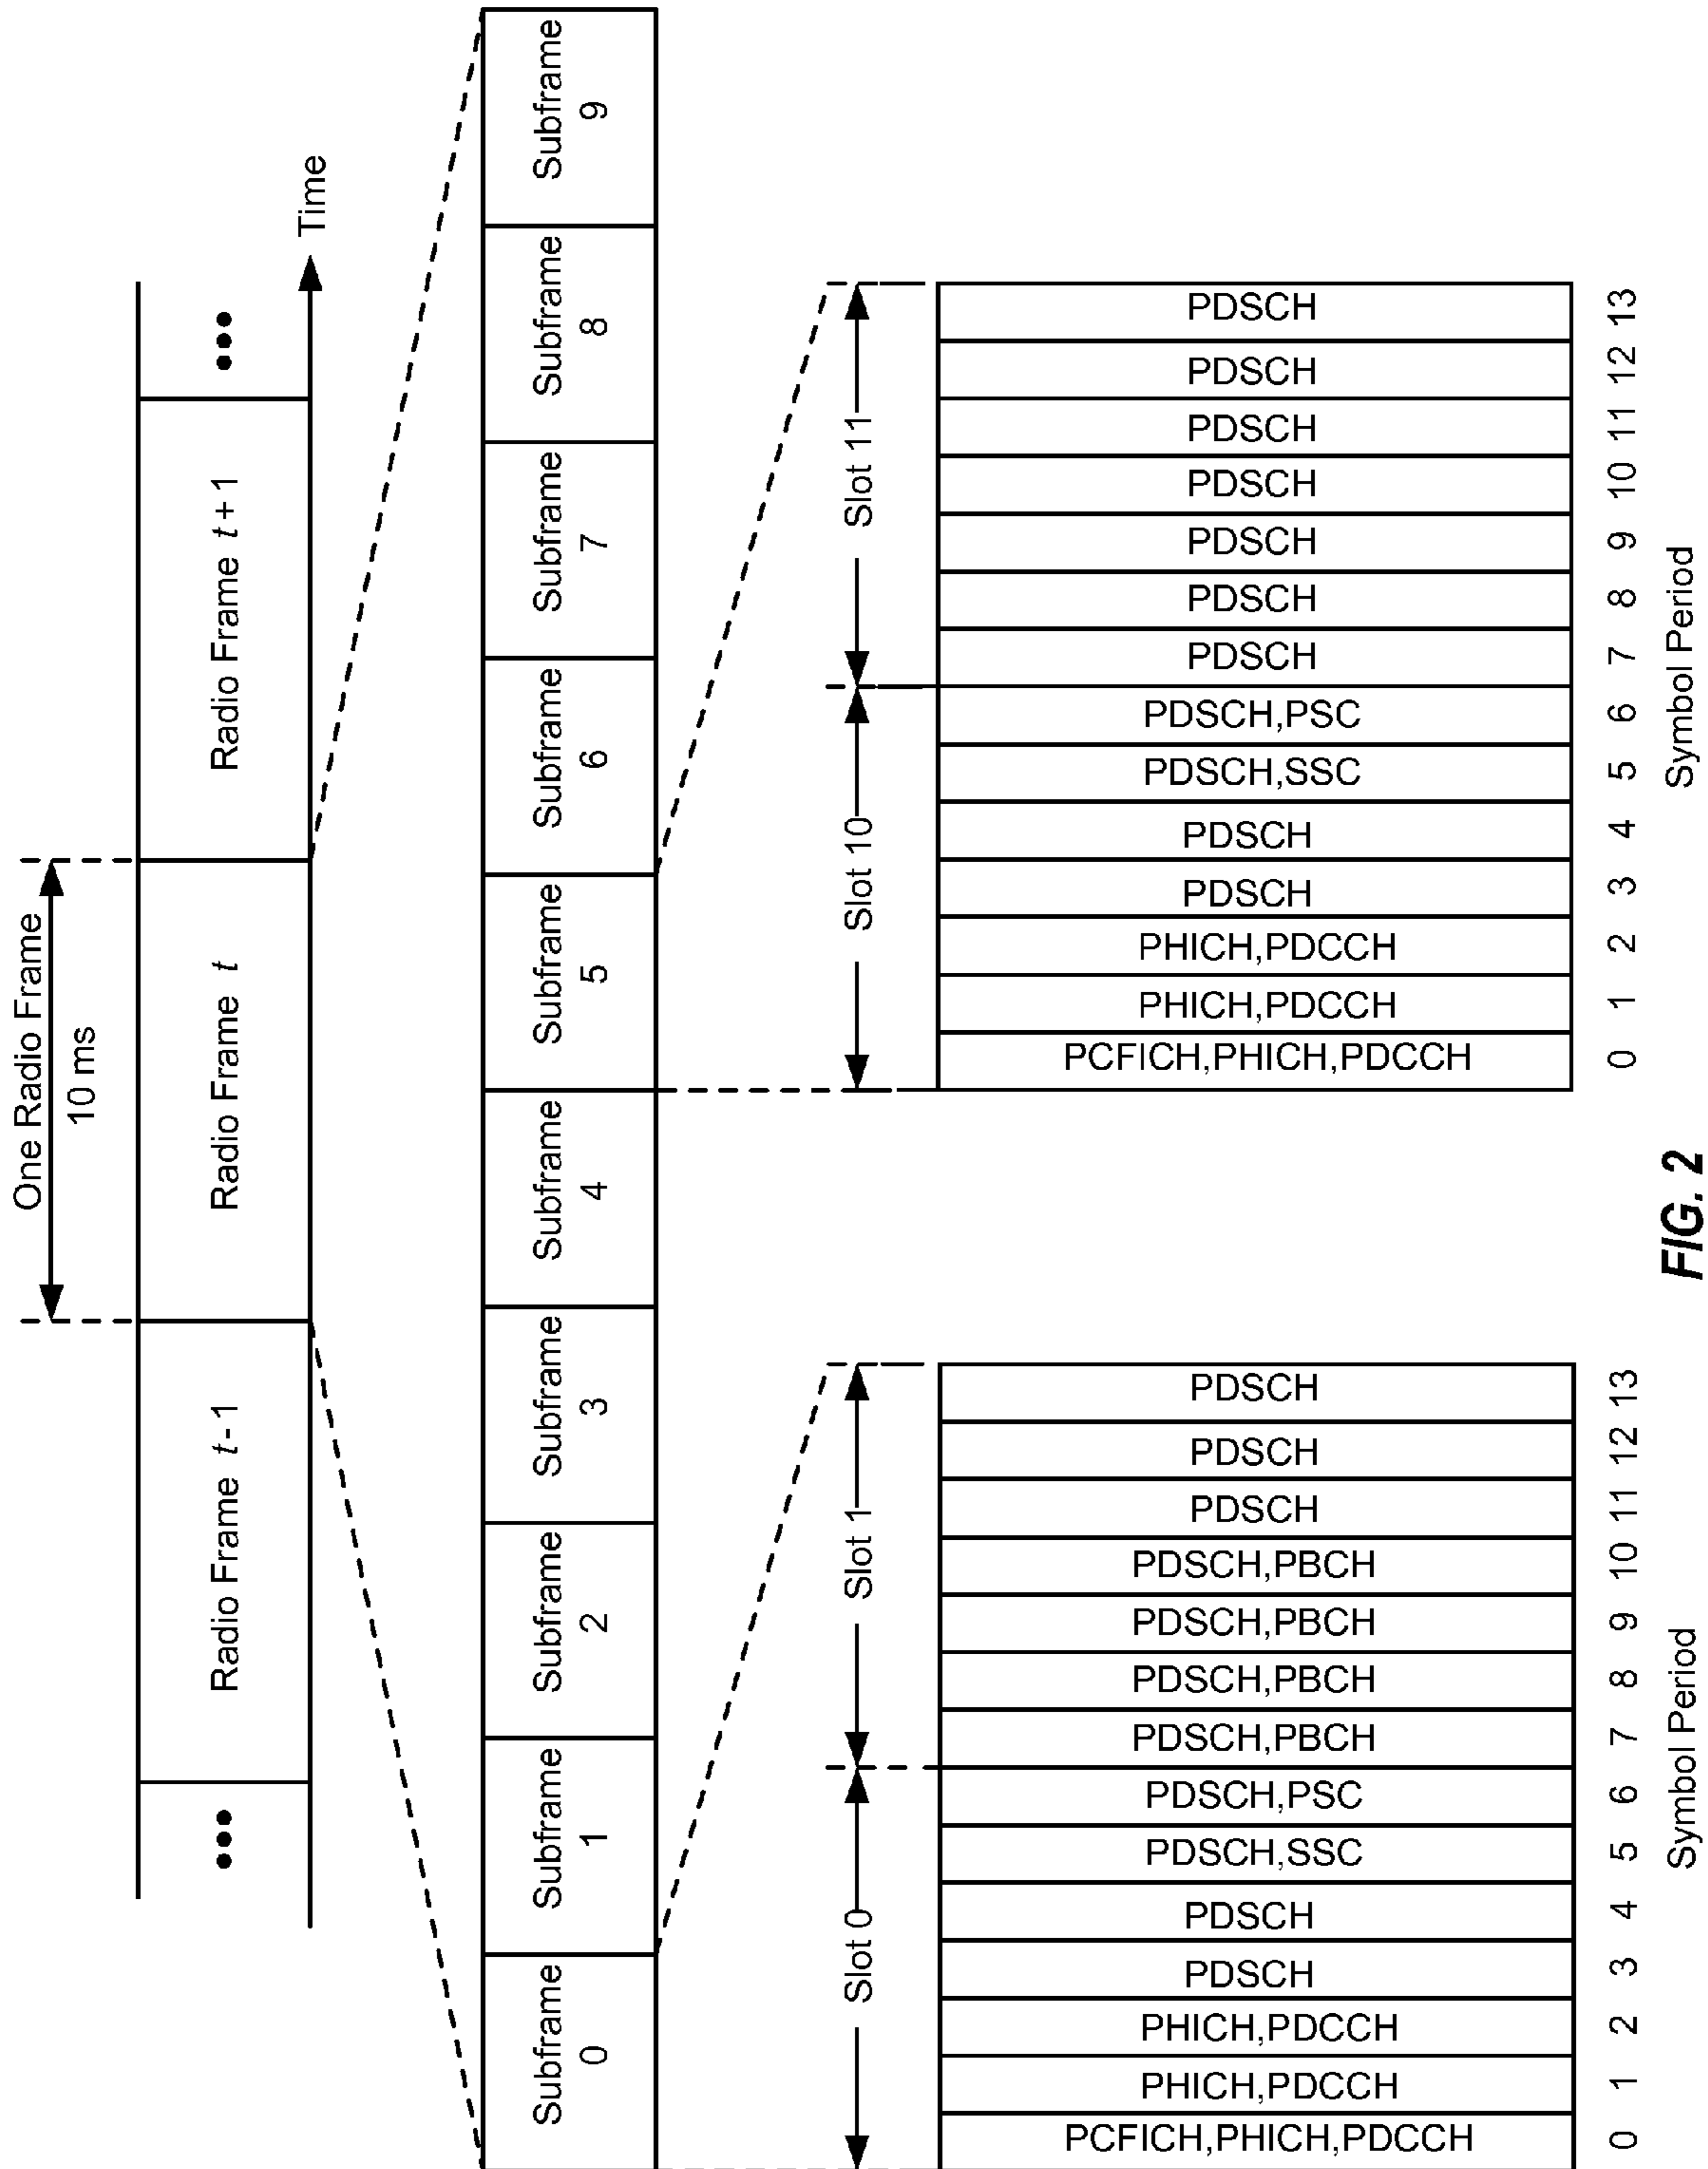 One Radio Frame
10 ms
••• Radio Frame t-1 Radio Frame t Radio Frame t+1 •••
Time
Subframe 0 Subframe 1 Subframe 2 Subframe 3 Subframe 4 Subframe 5 Subframe 6 Subframe 7 Subframe 8 Subframe 9
Slot 0 Slot 1
PCFICH,PHICH,PDCCH
PHICH,PDCCH
PHICH,PDCCH
PDSCH
PDSCH
PDSCH,SSC
PDSCH,PSC
PDSCH,PBCH
PDSCH,PBCH
PDSCH,PBCH
PDSCH,PBCH
PDSCH
PDSCH
PDSCH
0 1 2 3 4 5 6 7 8 9 10 11 12 13
Symbol Period
Slot 10 Slot 11
PCFICH,PHICH,PDCCH
PHICH,PDCCH
PHICH,PDCCH
PDSCH
PDSCH
PDSCH,SSC
PDSCH,PSC
PDSCH
PDSCH
PDSCH
PDSCH
PDSCH
PDSCH
PDSCH
0 1 2 3 4 5 6 7 8 9 10 11 12 13
Symbol Period
FIG. 2